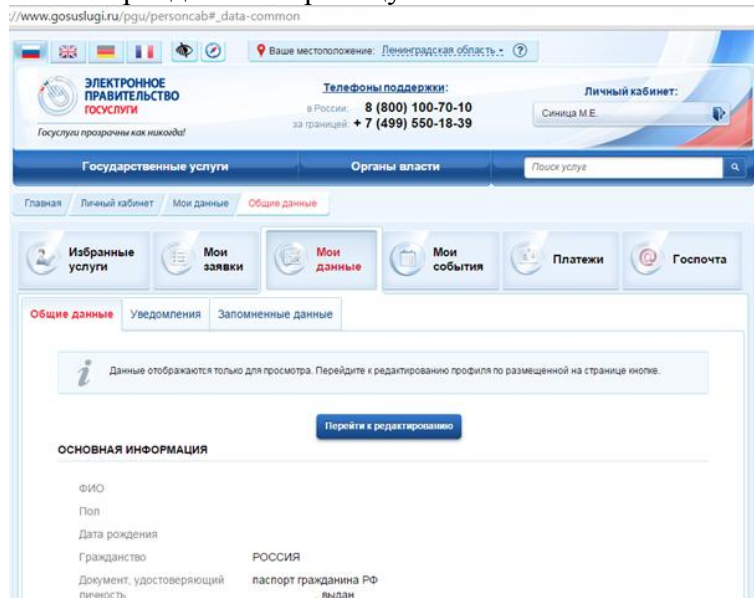 //www.gosuslugi.ru/pgu/personcab#_data-common
Ваше местоположение: Ленинградская область ?
ЭЛЕКТРОННОЕ
ПРАВИТЕЛЬСТВО
ГОСУСЛУГИ
Госуслуги прозрачны как никогда!
Телефоны поддержки:
в России: 8 (800) 100-70-10
за границей: + 7 (499) 550-18-39
Личный кабинет:
Синица М.Е.
Государственные услуги
Органы власти
Поиск услуг
Главная Личный кабинет Мои данные Общие данные
Избранные
услуги
Мои
заявки
Мои
данные
Мои
события
Платежи
Госпочта
Общие данные Уведомления Запомненные данные
Данные отображаются только для просмотра. Перейдите к редактированию профиля по размещенной на странице кнопке.
Перейти к редактированию
ОСНОВНАЯ ИНФОРМАЦИЯ
ФИО
Пол
Дата рождения
Гражданство РОССИЯ
Документ, удостоверяющий паспорт гражданина РФ
личность , выдан